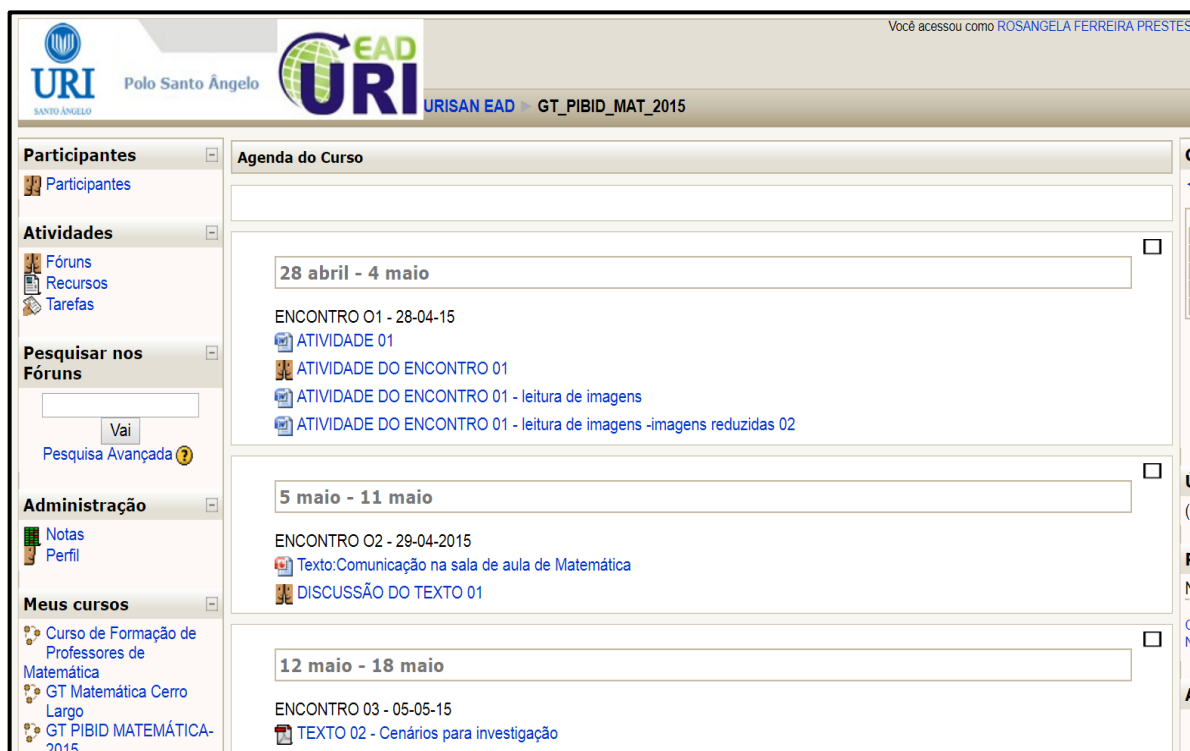 Você acessou como ROSANGELA FERREIRA PRESTES
URI
SANTO ÂNGELO
Polo Santo Ângelo
EAD
URI
URISAN EAD ► GT_PIBID_MAT_2015
Participantes
Participantes
Atividades
Fóruns
Recursos
Tarefas
Pesquisar nos
Fóruns
Vai
Pesquisa Avançada ?
Administração
Notas
Perfil
Meus cursos
Curso de Formação de
Professores de
Matemática
GT Matemática Cerro
Largo
GT PIBID MATEMÁTICA-
2015
Agenda do Curso
28 abril - 4 maio
ENCONTRO O1 - 28-04-15
ATIVIDADE 01
ATIVIDADE DO ENCONTRO 01
ATIVIDADE DO ENCONTRO 01 - leitura de imagens
ATIVIDADE DO ENCONTRO 01 - leitura de imagens -imagens reduzidas 02
5 maio - 11 maio
ENCONTRO O2 - 29-04-2015
Texto:Comunicação na sala de aula de Matemática
DISCUSSÃO DO TEXTO 01
12 maio - 18 maio
ENCONTRO 03 - 05-05-15
TEXTO 02 - Cenários para investigação